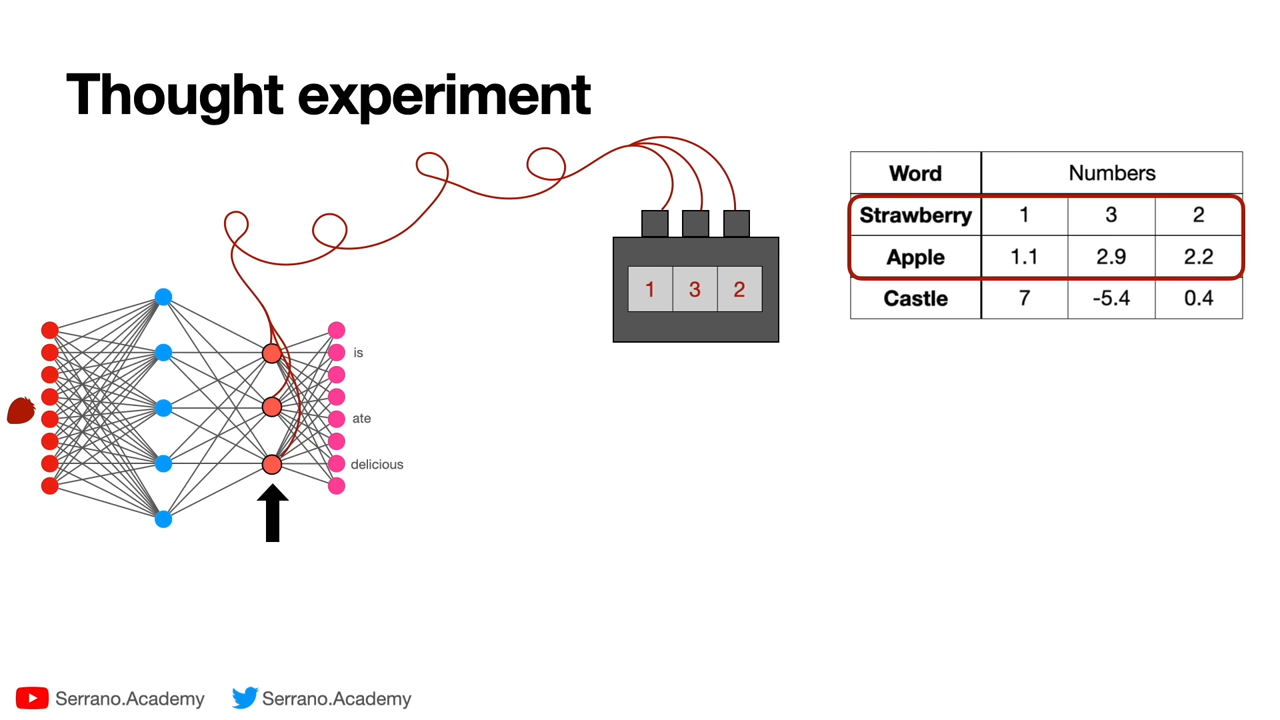 Thought experiment
Word Numbers
Strawberry 1 3 2
Apple 1.1 2.9 2.2
Castle 7 -5.4 0.4
1 3 2
is
ate
delicious
Serrano.Academy Serrano.Academy